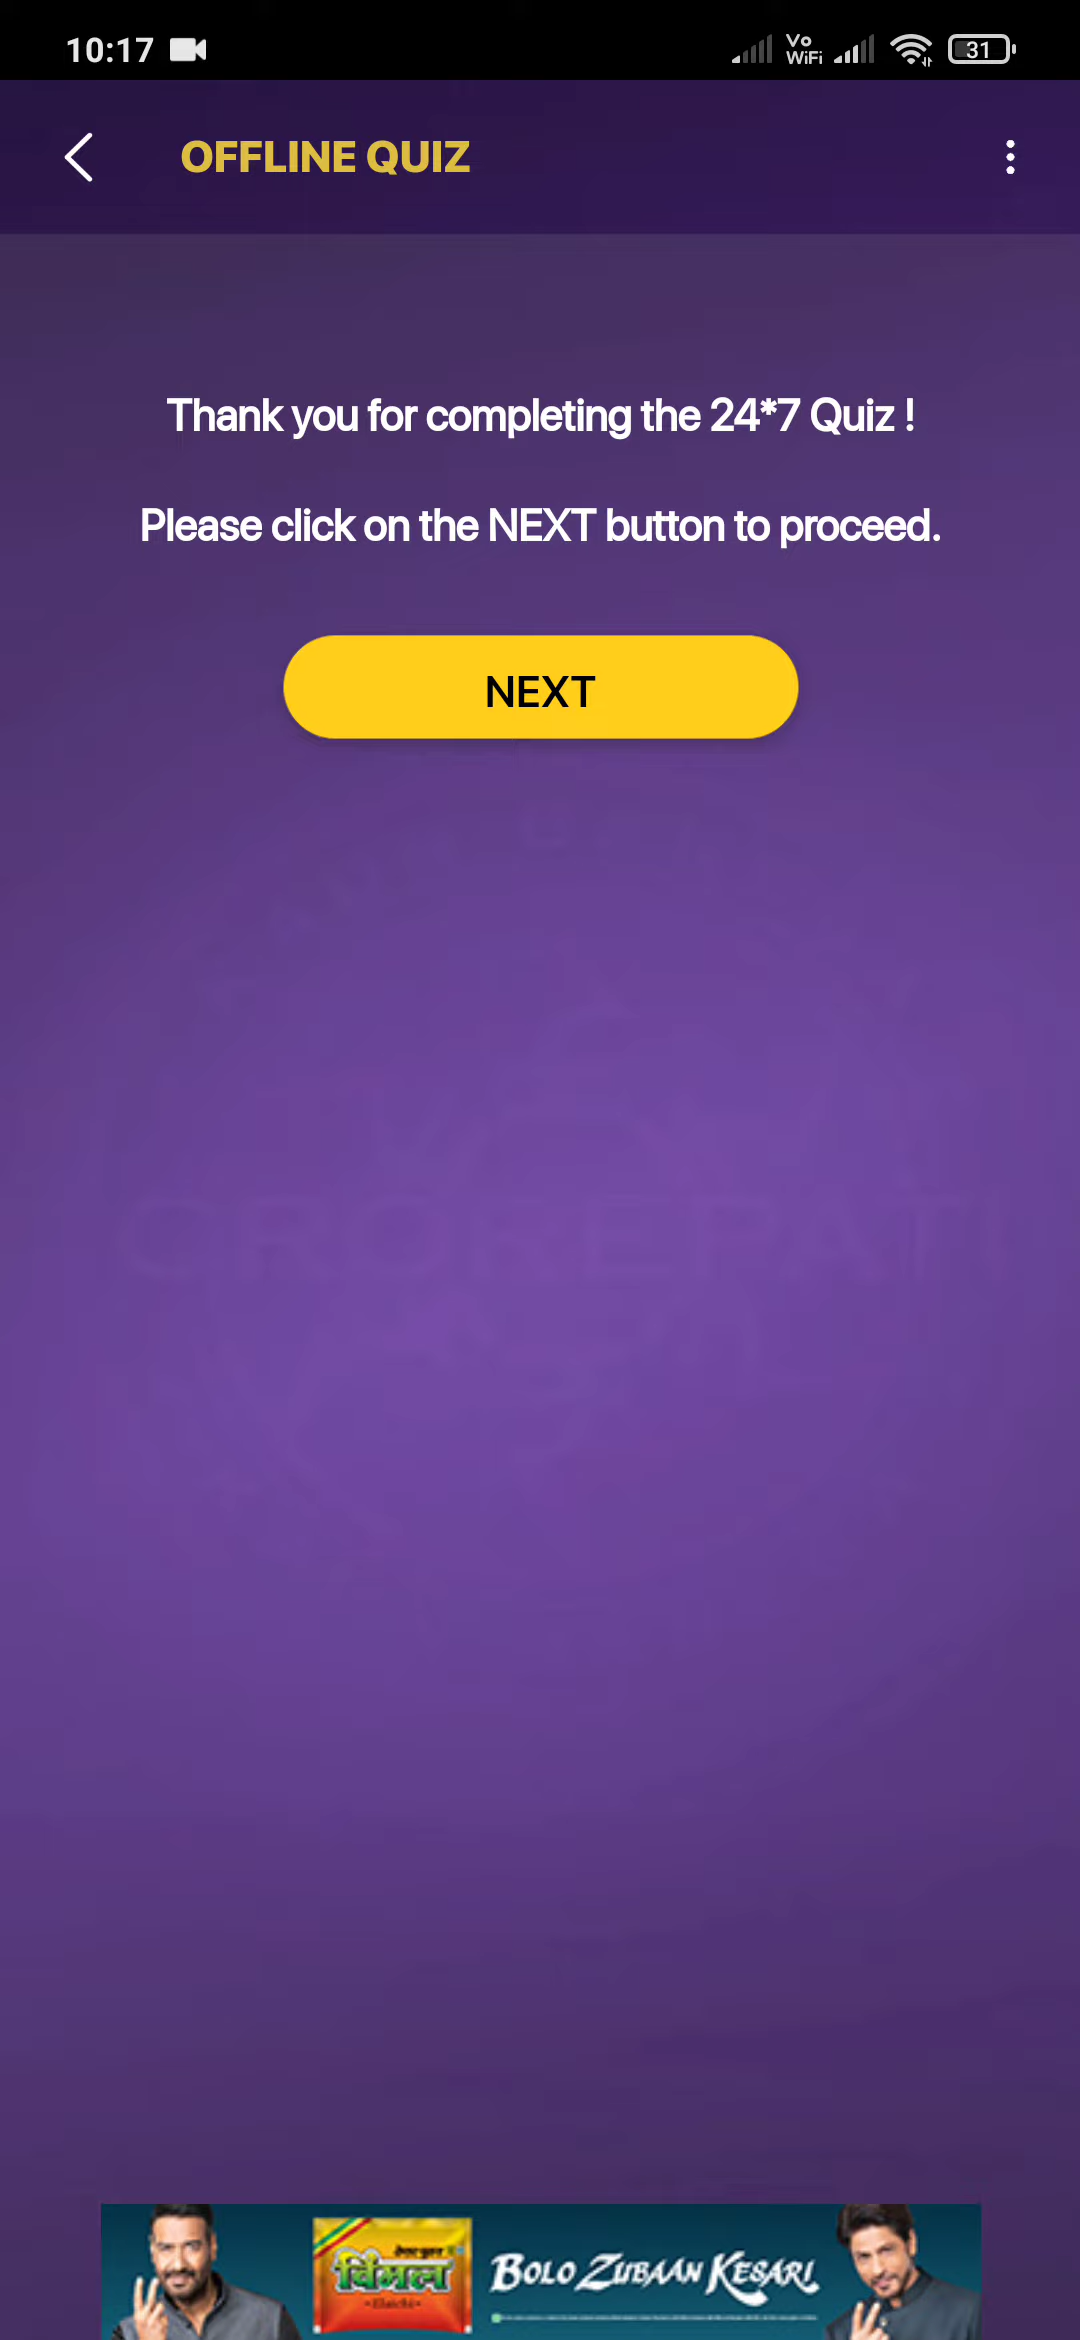 10:17
Vo
WiFi
31
OFFLINE QUIZ
Thank you for completing the 24*7 Quiz !
Please click on the NEXT button to proceed.
NEXT
CROREPATI
विमल
BOLO ZUBAAN KESARI